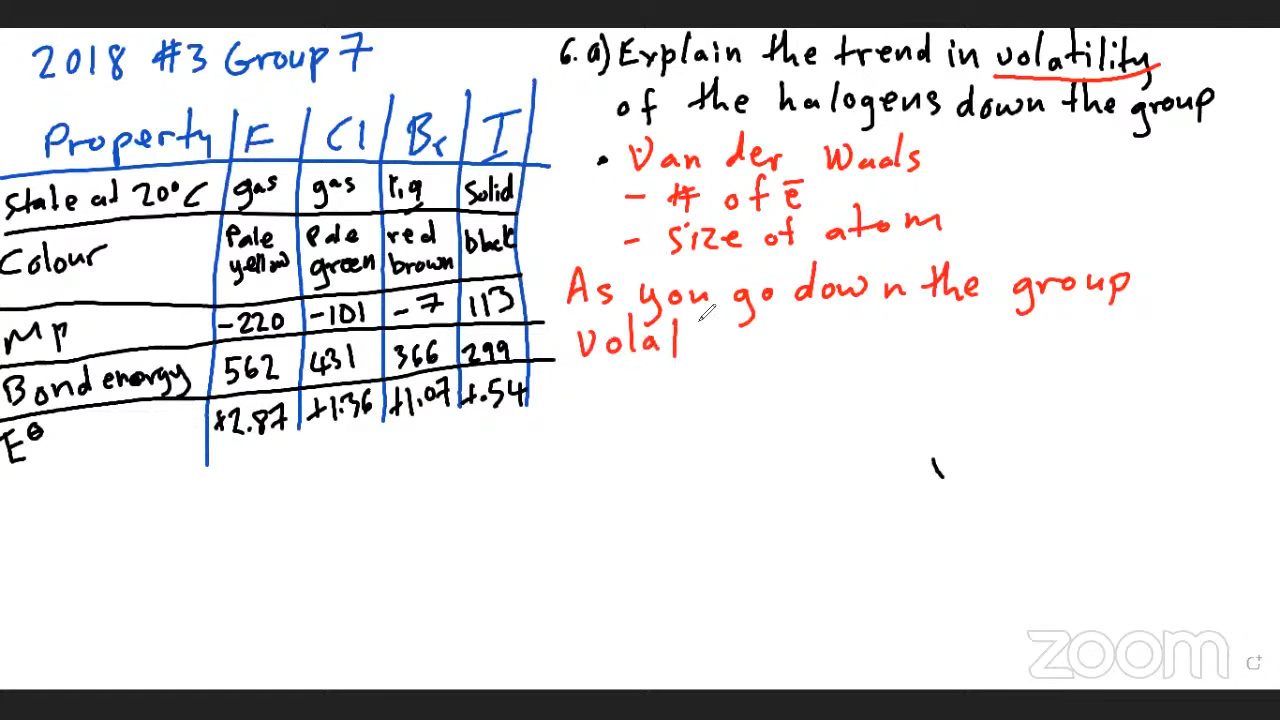 2018 #3 Group 7
Property F Cl Br I
State at 20°C gas gas liq Solid
Colour Pale yellow Pale green red brown black
Mp -220 -101 -7 113
Bond energy 562 431 366 299
E⦵ +2.87 +1.36 +1.07 +.54
6. a) Explain the trend in volatility
of the halogens down the group
• Van der Waals
- # of ē
- size of atom
As you go down the group
volat
zoom